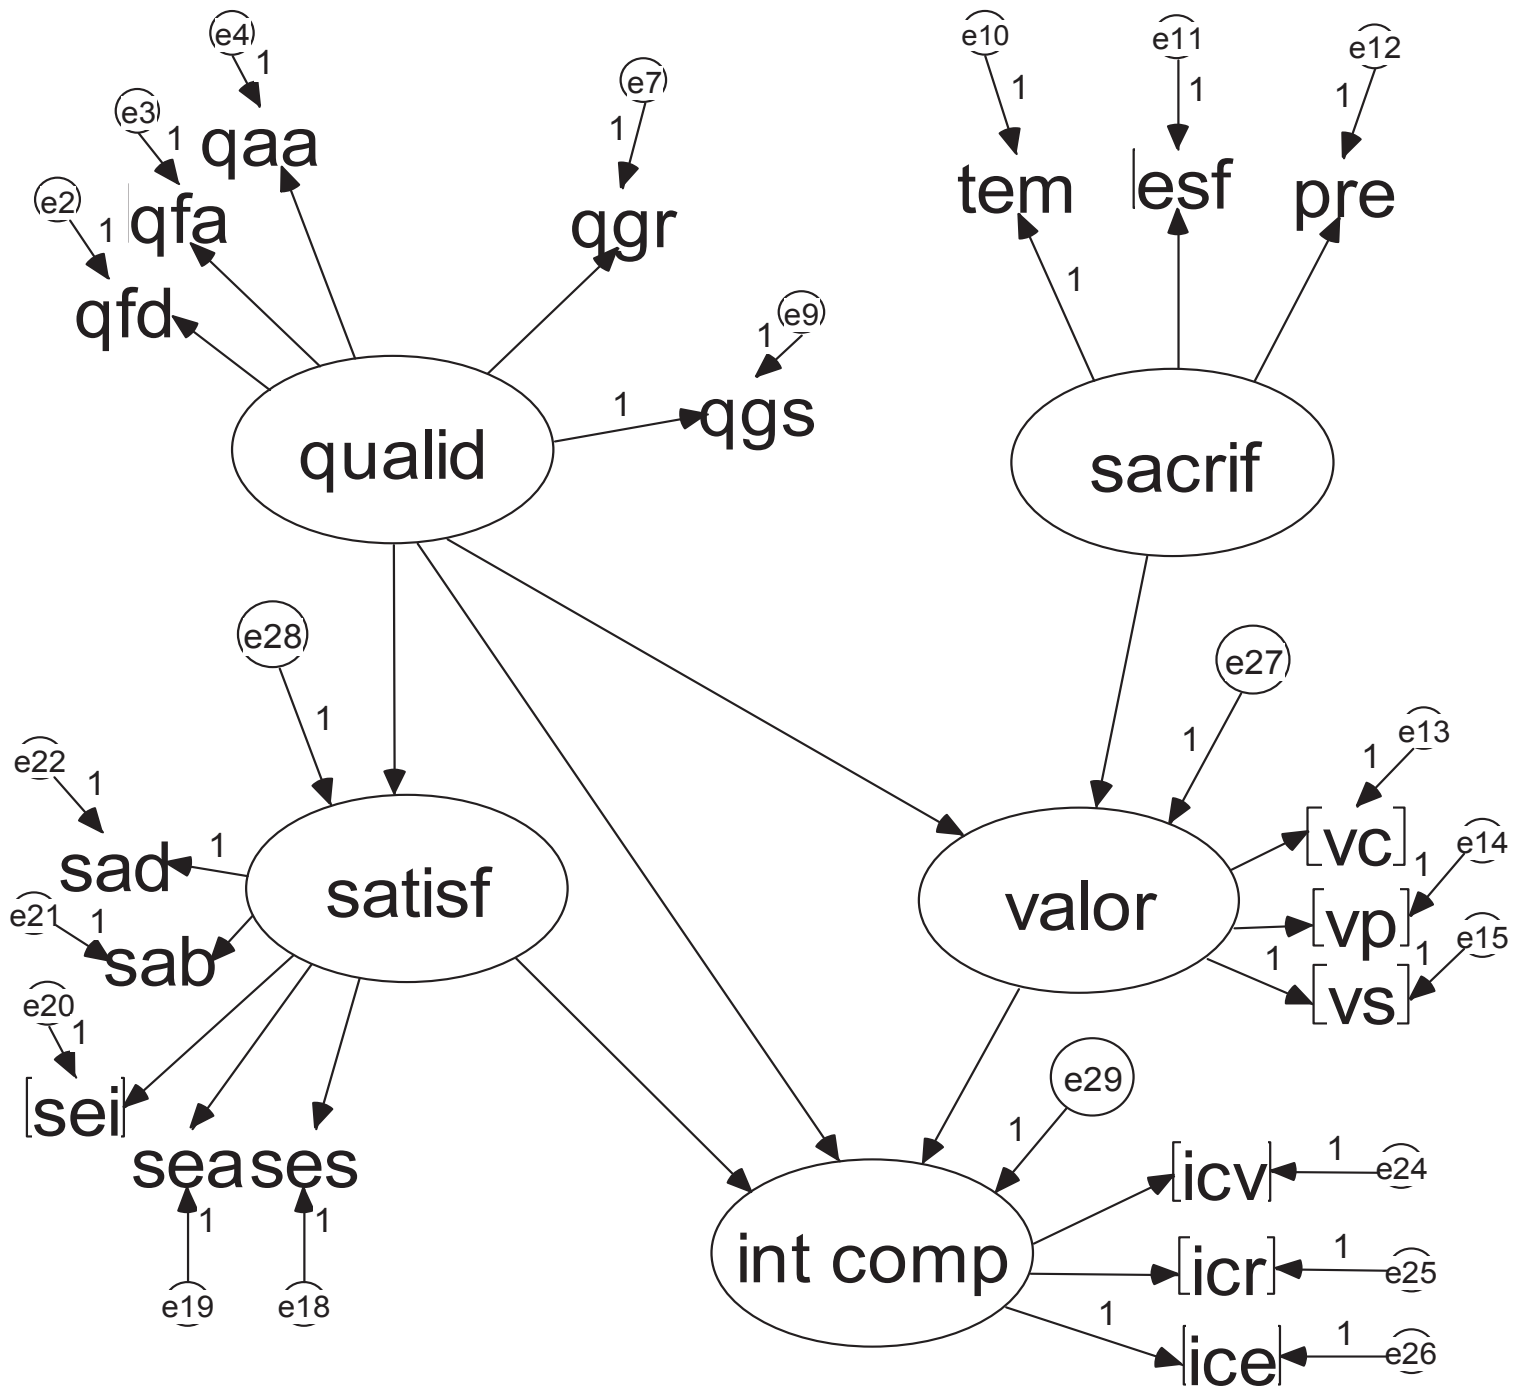 e4
1
e3
1
qaa
e2
1
qfa
qfd
e7
1
qgr
e9
1
qgs
1
qualid
e10
1
tem
e11
1
esf
e12
1
pre
1
sacrif
e28
1
e27
1
e22
1
sad
1
e21
1
sab
e20
1
[sei]
sea
ses
1
1
e19
e18
satisf
valor
e13
1
[vc]
e14
1
[vp]
e15
1
1
[vs]
e29
1
int comp
[icv]
1
e24
[icr]
1
e25
1
[ice]
1
e26